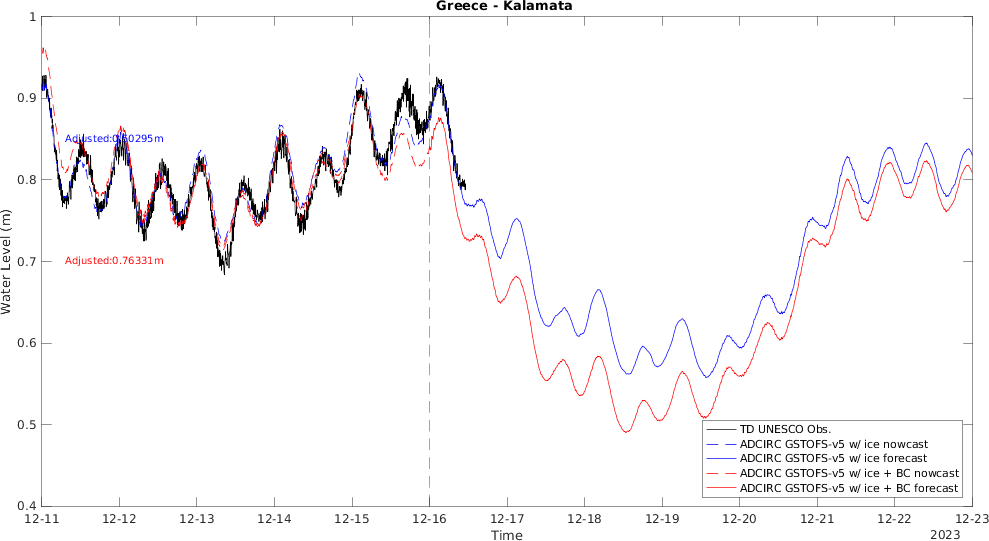 Greece - Kalamata
Water Level (m)
1
0.9
0.8
0.7
0.6
0.5
0.4
Adjusted:0.60295m
Adjusted:0.76331m
TD UNESCO Obs.
ADCIRC GSTOFS-v5 w/ ice nowcast
ADCIRC GSTOFS-v5 w/ ice forecast
ADCIRC GSTOFS-v5 w/ ice + BC nowcast
ADCIRC GSTOFS-v5 w/ ice + BC forecast
12-11 12-12 12-13 12-14 12-15 12-16 12-17 12-18 12-19 12-20 12-21 12-22 12-23
Time
2023